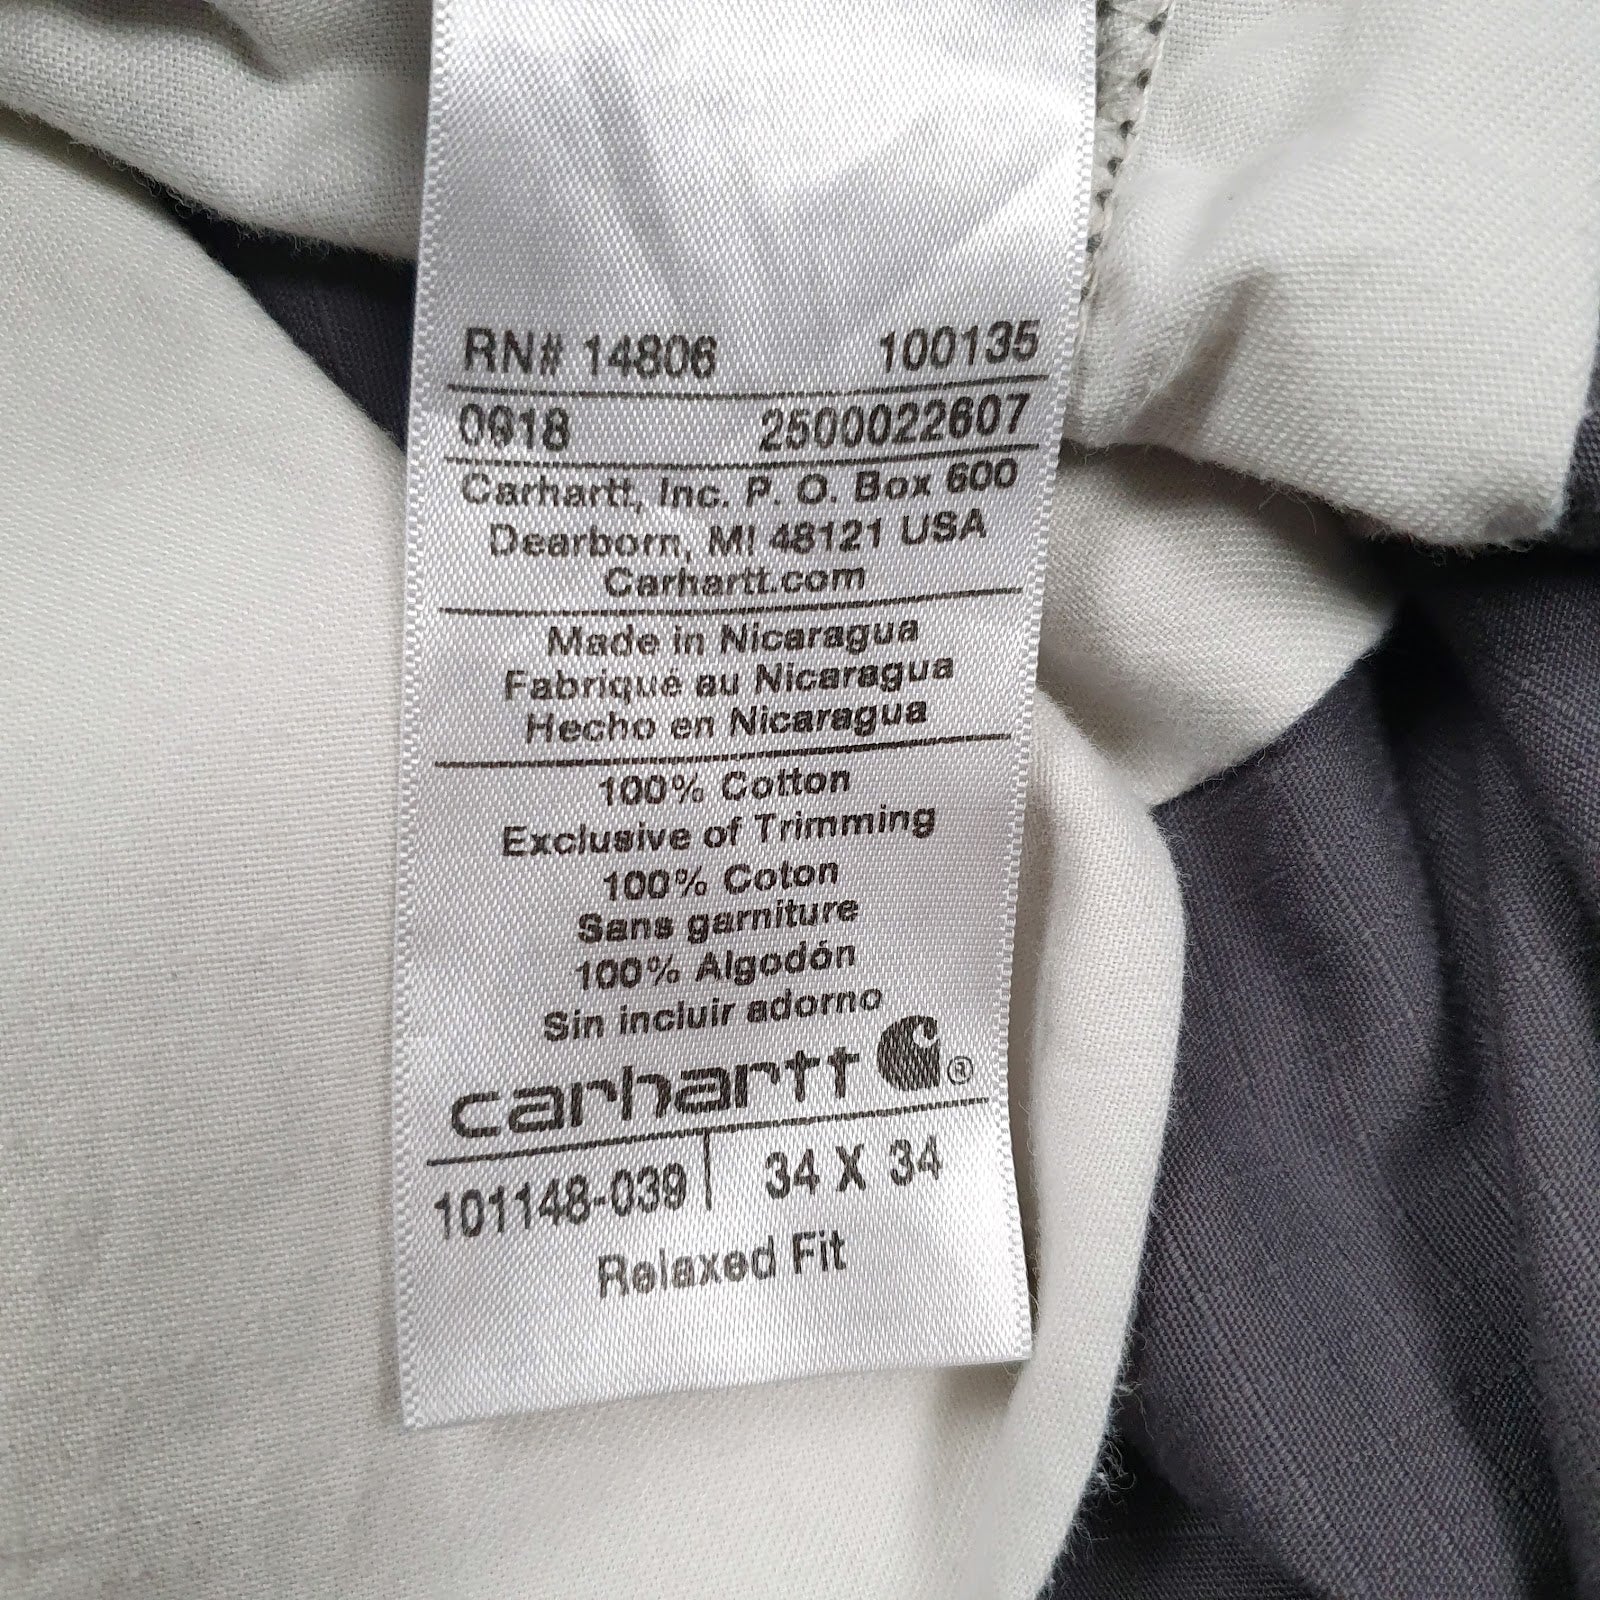 RN# 14806 100135
0918 2500022607
Carhartt, Inc. P. O. Box 600
Dearborn, MI 48121 USA
Carhartt.com
Made in Nicaragua
Fabriqué au Nicaragua
Hecho en Nicaragua
100% Cotton
Exclusive of Trimming
100% Coton
Sans garniture
100% Algodón
Sin incluir adorno
carhartt ®
101148-039 34 X 34
Relaxed Fit